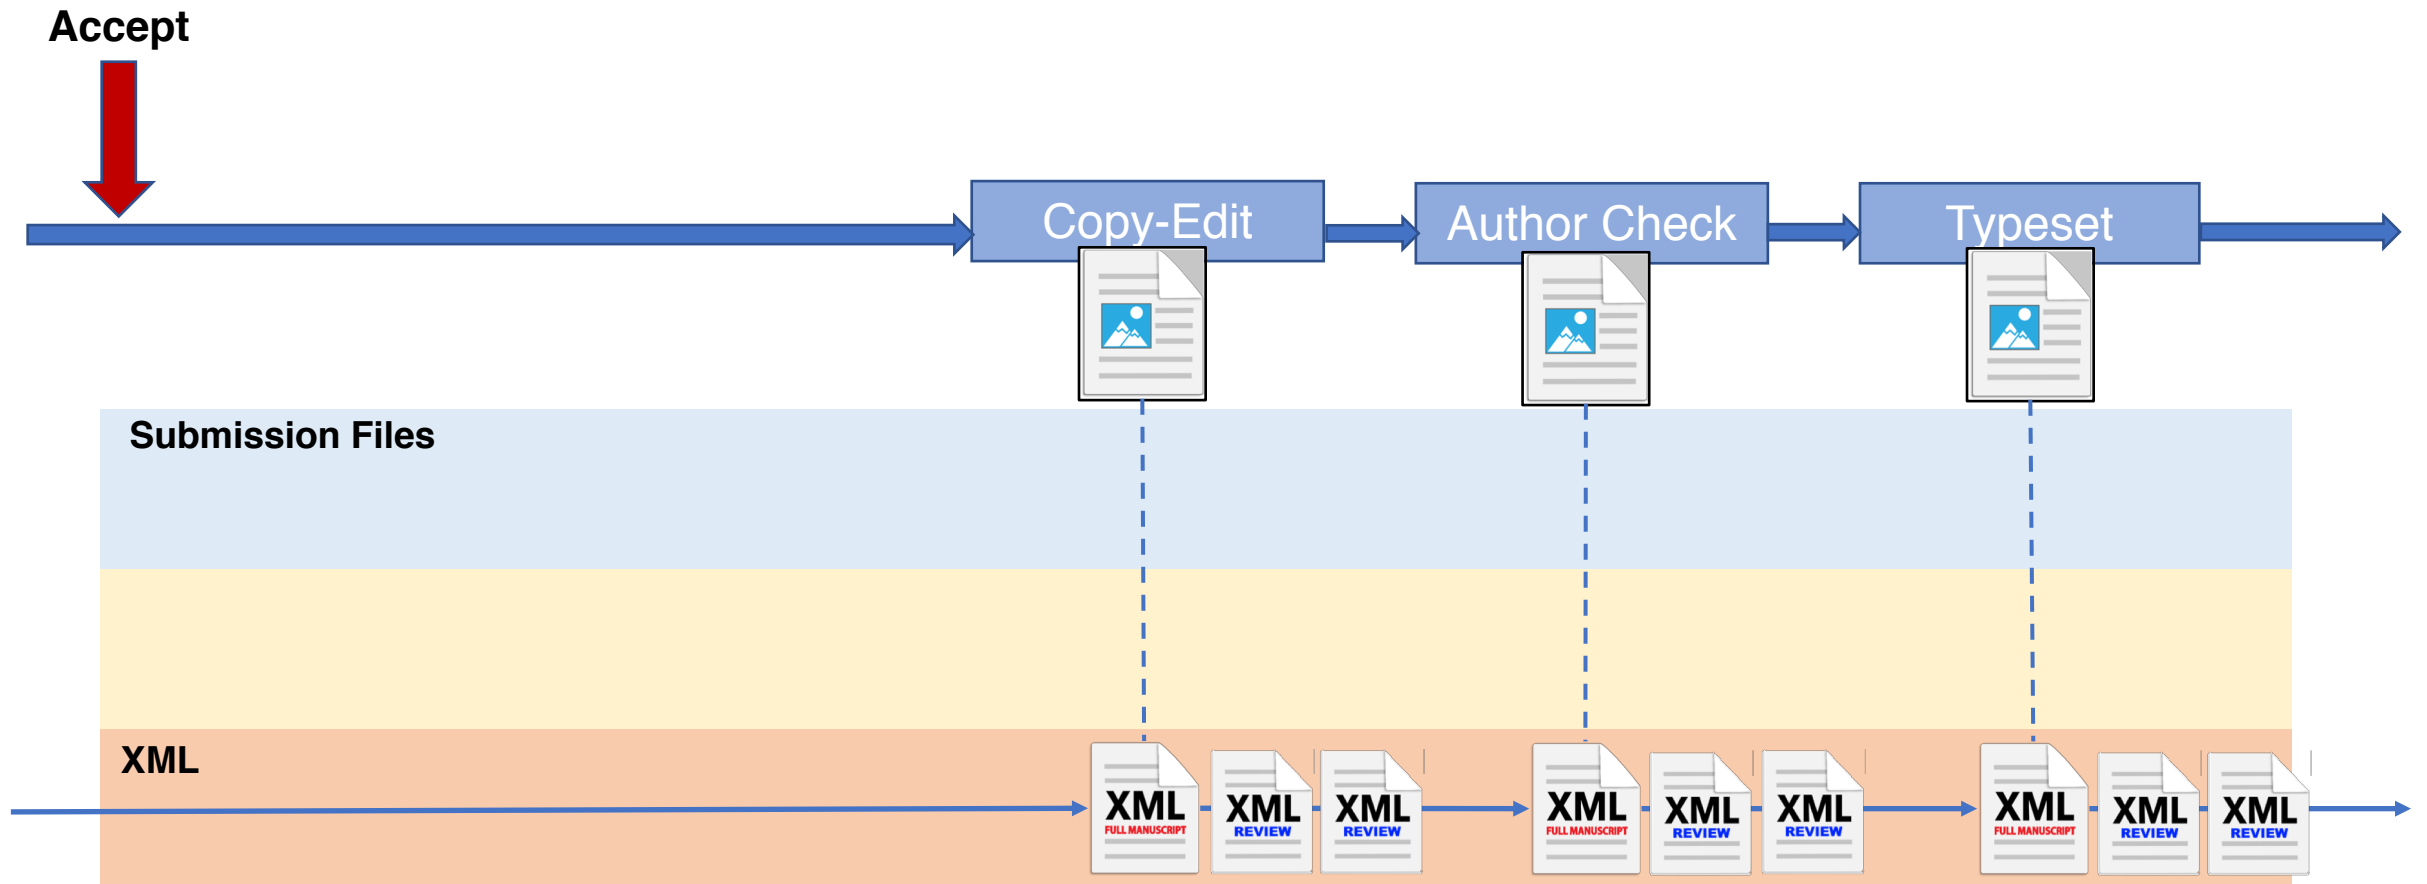 Accept
Copy-Edit
Author Check
Typeset
Submission Files
XML
XML
FULL MANUSCRIPT
XML
REVIEW
XML
REVIEW
XML
FULL MANUSCRIPT
XML
REVIEW
XML
REVIEW
XML
FULL MANUSCRIPT
XML
REVIEW
XML
REVIEW